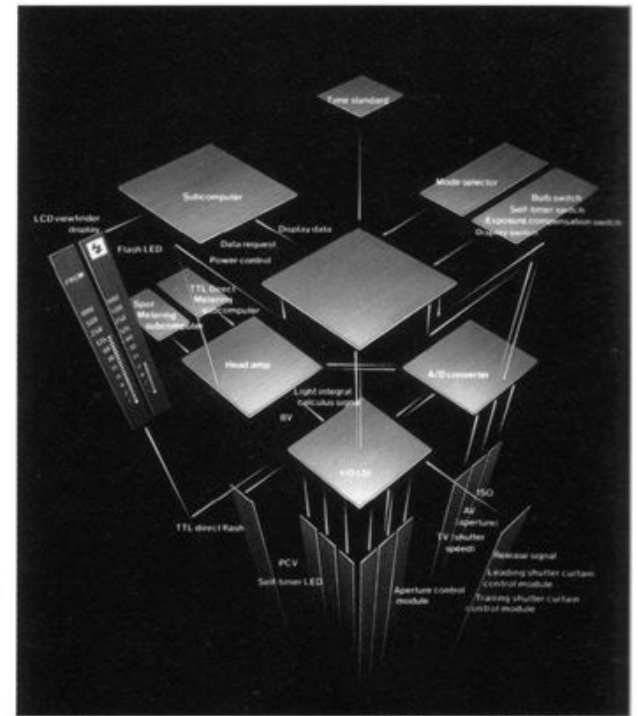 Time standard
Subcomputer
Mode selector
Bulb switch
Self-timer switch
Exposure compensation switch
Display switch
LCD viewfinder
display
Flash LED
Display data
Data request
Power control
TTL Direct
Metering
subcomputer
Spot
Metering
subcomputer
Head amp
A/D converter
Light integral
calculus signal
BV
I/O LSI
ISO
AV
(aperture)
TV (shutter
speed)
TTL direct flash
PCV
Self-timer LED
Aperture control
module
Release signal
Leading shutter curtain
control module
Training shutter curtain
control module